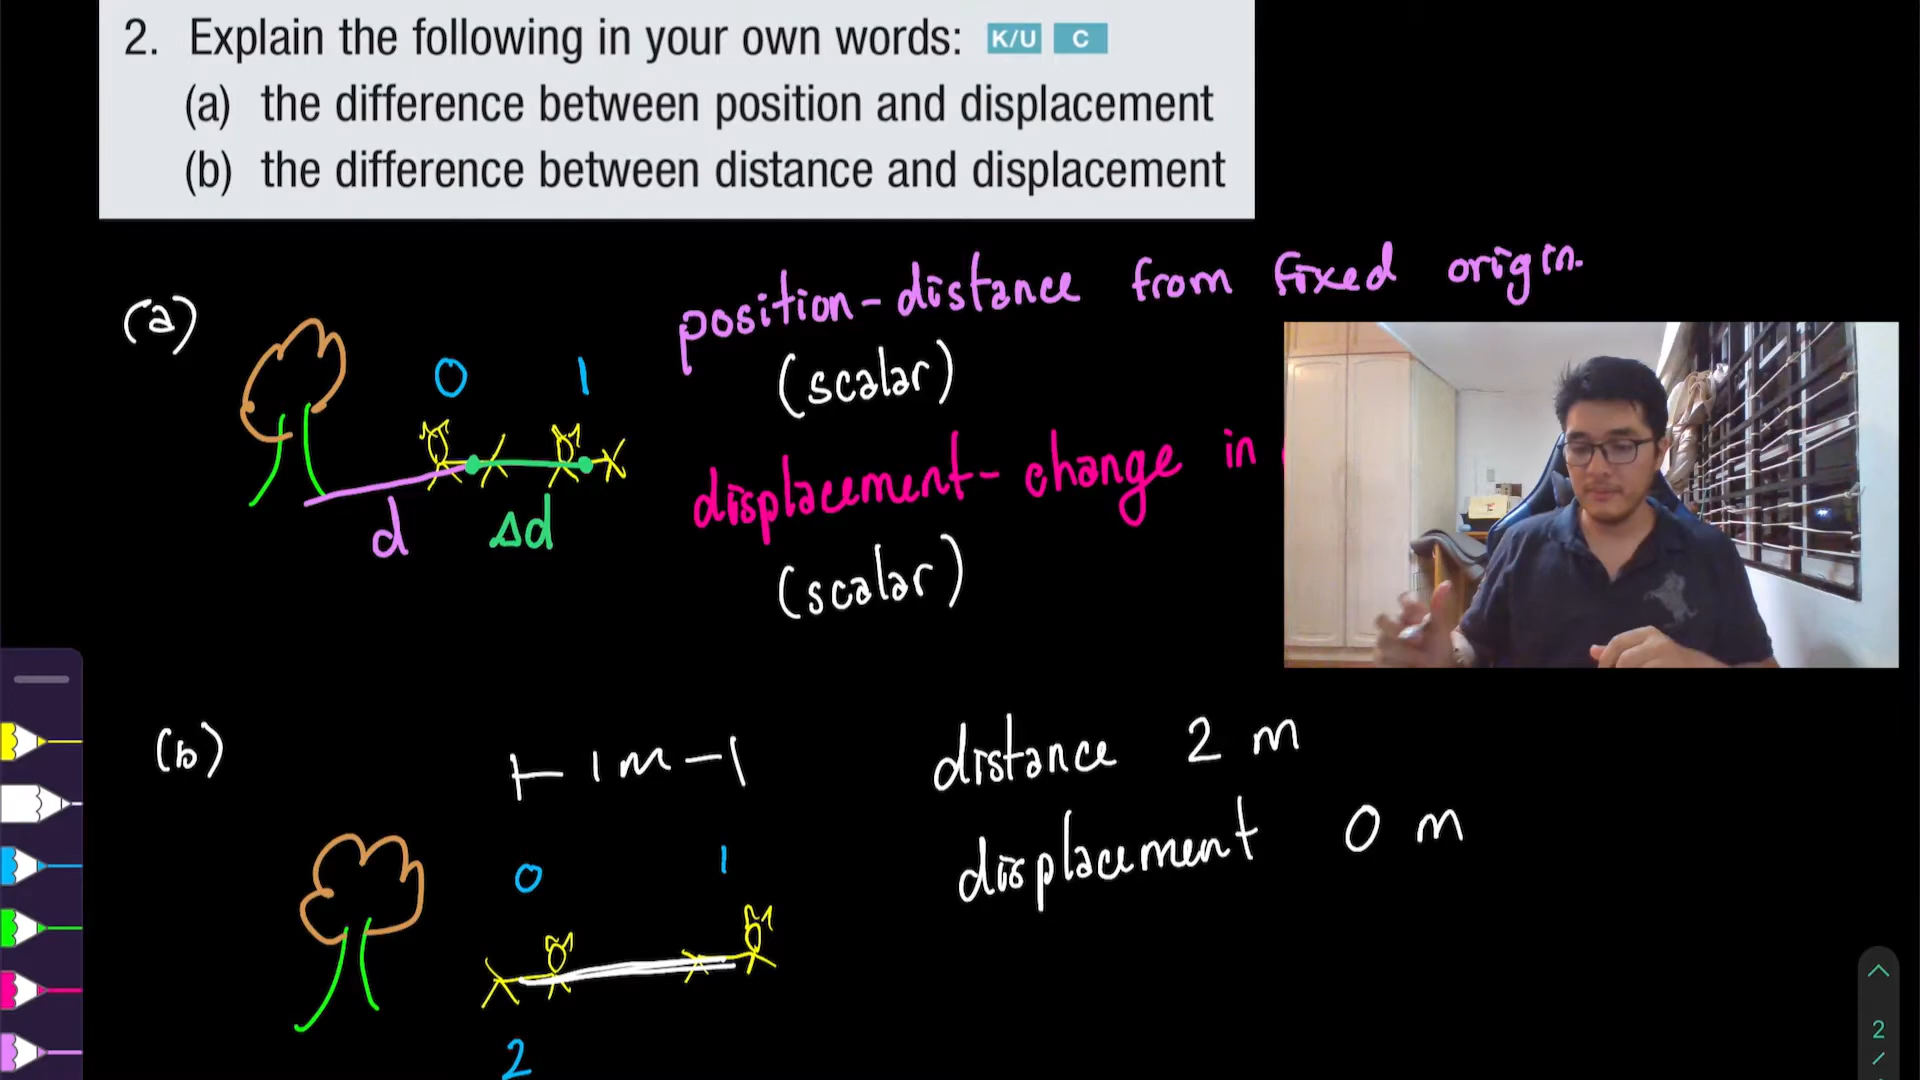 2. Explain the following in your own words: K/U C
(a) the difference between position and displacement
(b) the difference between distance and displacement
(a)
position - distance from fixed origin.
(scalar)
0 1
displacement - change in
d Δd
(scalar)
(b)
1 m
distance 2 m
displacement 0 m
0 1
2
2